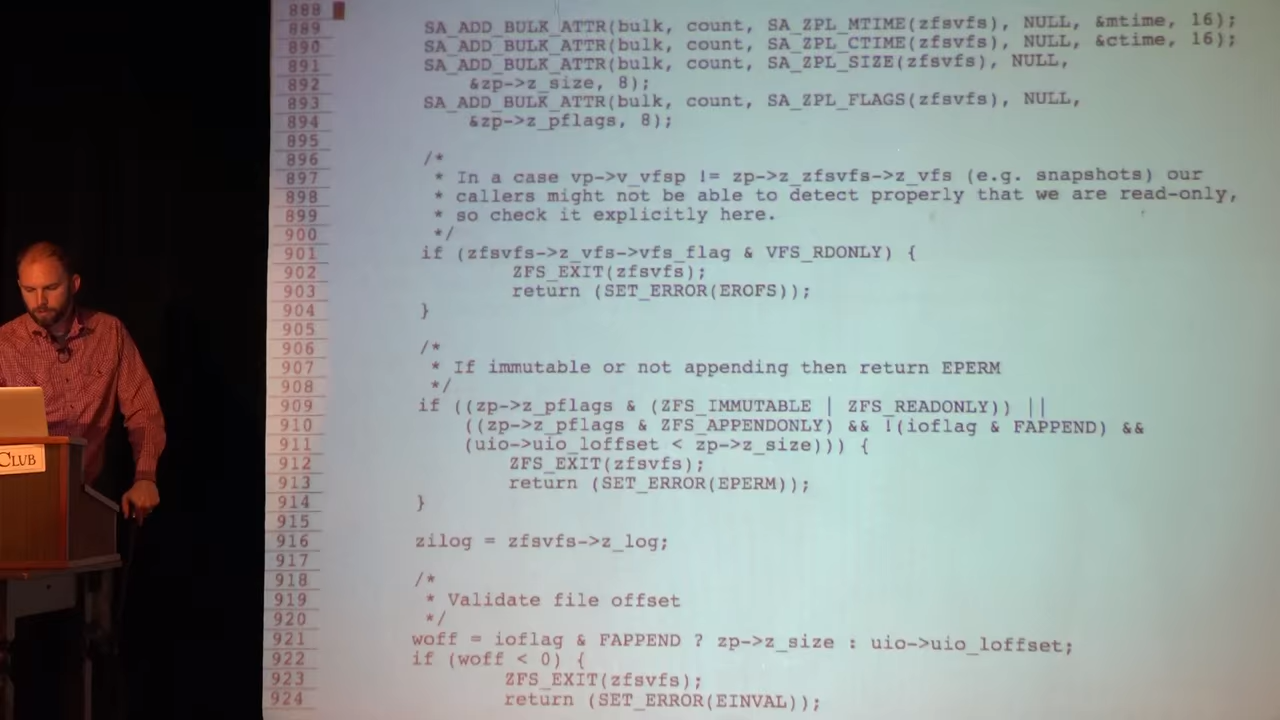 888
889 SA_ADD_BULK_ATTR(bulk, count, SA_ZPL_MTIME(zfsvfs), NULL, &mtime, 16);
890 SA_ADD_BULK_ATTR(bulk, count, SA_ZPL_CTIME(zfsvfs), NULL, &ctime, 16);
891 SA_ADD_BULK_ATTR(bulk, count, SA_ZPL_SIZE(zfsvfs), NULL,
892 &zp->z_size, 8);
893 SA_ADD_BULK_ATTR(bulk, count, SA_ZPL_FLAGS(zfsvfs), NULL,
894 &zp->z_pflags, 8);
895
896 /*
897 * In a case vp->v_vfsp != zp->z_zfsvfs->z_vfs (e.g. snapshots) our
898 * callers might not be able to detect properly that we are read-only,
899 * so check it explicitly here.
900 */
901 if (zfsvfs->z_vfs->vfs_flag & VFS_RDONLY) {
902 ZFS_EXIT(zfsvfs);
903 return (SET_ERROR(EROFS));
904 }
905
906 /*
907 * If immutable or not appending then return EPERM
908 */
909 if ((zp->z_pflags & (ZFS_IMMUTABLE | ZFS_READONLY)) ||
910 ((zp->z_pflags & ZFS_APPENDONLY) && !(ioflag & FAPPEND) &&
911 (uio->uio_loffset < zp->z_size))) {
912 ZFS_EXIT(zfsvfs);
913 return (SET_ERROR(EPERM));
914 }
915
916 zilog = zfsvfs->z_log;
917
918 /*
919 * Validate file offset
920 */
921 woff = ioflag & FAPPEND ? zp->z_size : uio->uio_loffset;
922 if (woff < 0) {
923 ZFS_EXIT(zfsvfs);
924 return (SET_ERROR(EINVAL));
CLUB